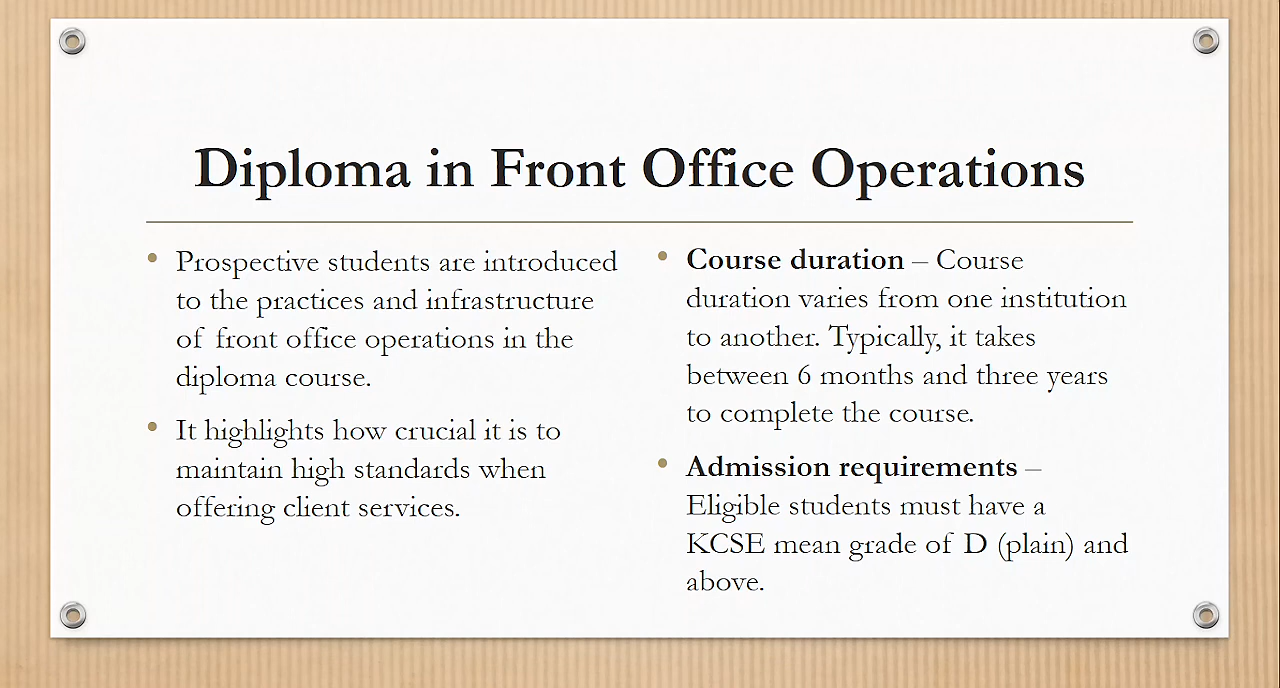 Diploma in Front Office Operations
• Prospective students are introduced
to the practices and infrastructure
of front office operations in the
diploma course.
• It highlights how crucial it is to
maintain high standards when
offering client services.
• Course duration – Course
duration varies from one institution
to another. Typically, it takes
between 6 months and three years
to complete the course.
• Admission requirements –
Eligible students must have a
KCSE mean grade of D (plain) and
above.